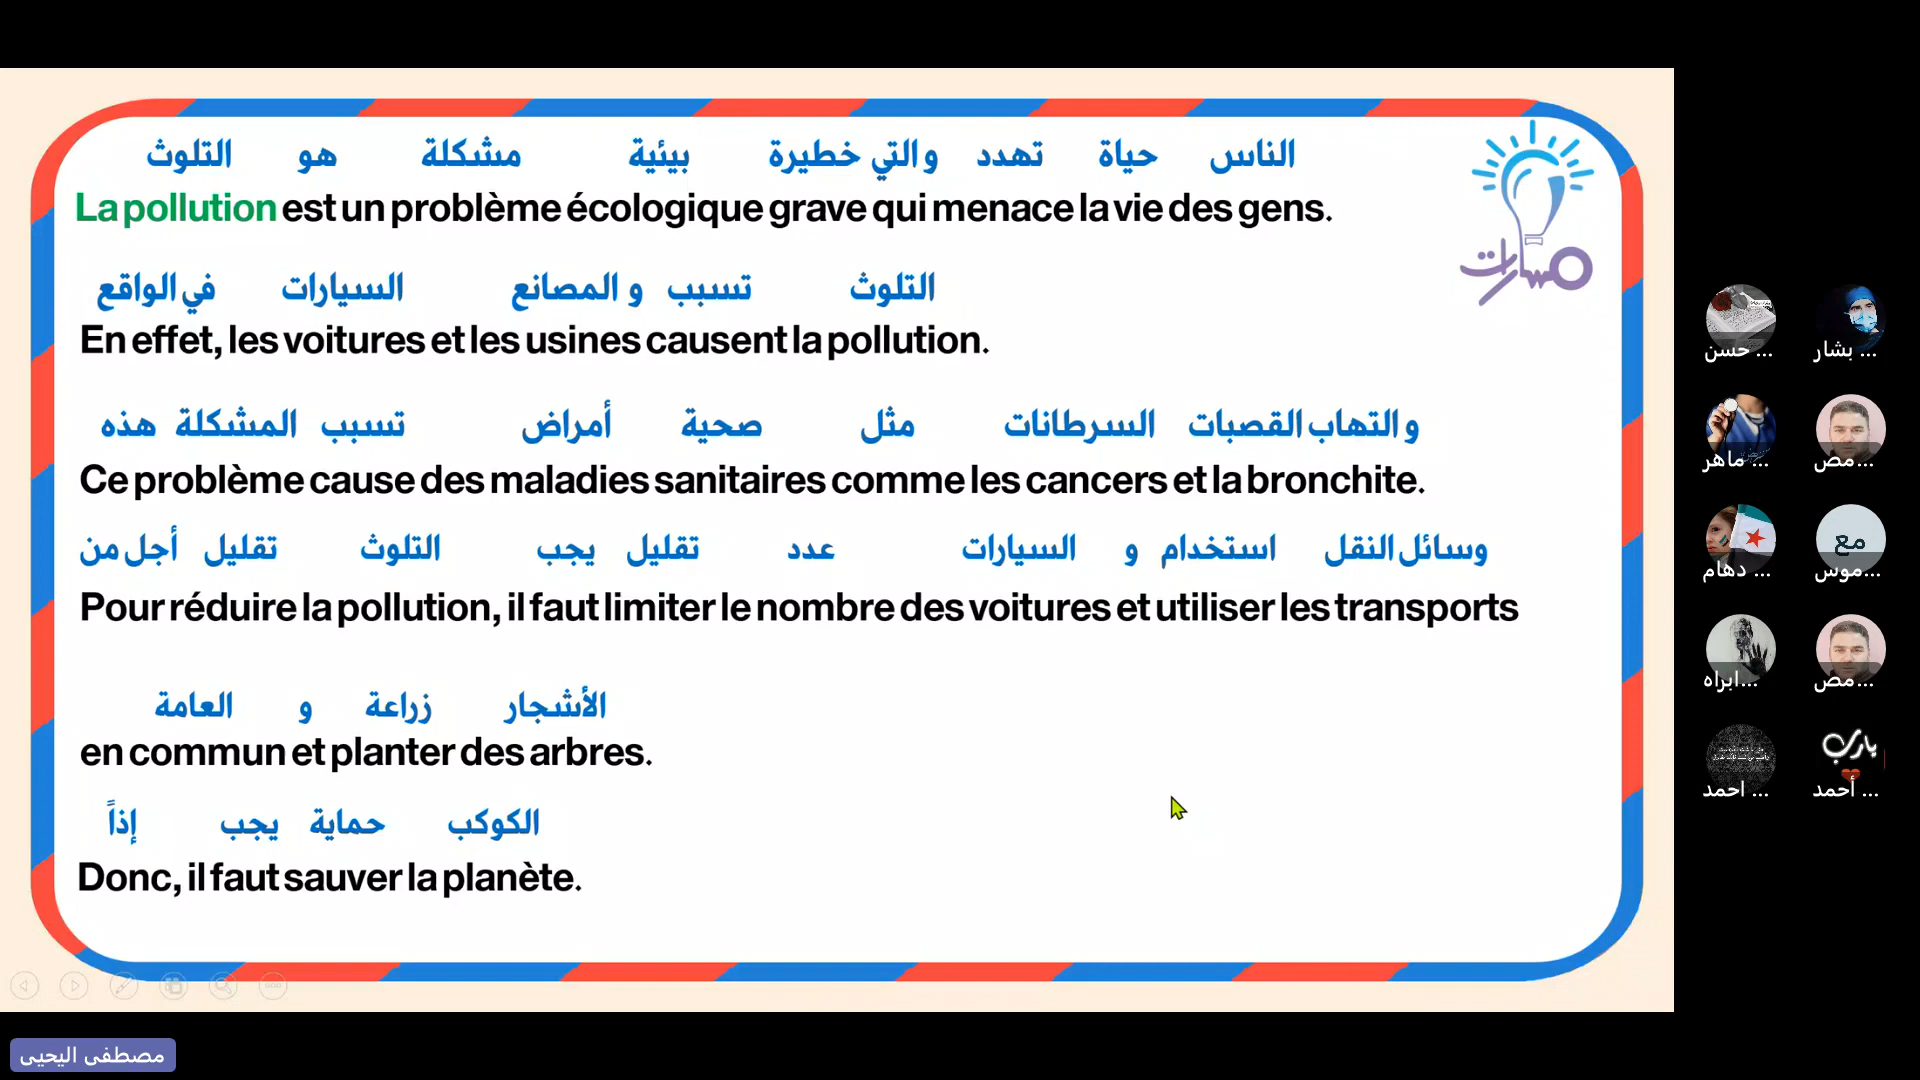 الناس حياة تهدد و التي خطيرة بيئية مشكلة هو التلوث
La pollution est un problème écologique grave qui menace la vie des gens.
مسارات
التلوث تسبب و المصانع السيارات في الواقع
En effet, les voitures et les usines causent la pollution.
و التهاب القصبات السرطانات مثل صحية أمراض تسبب المشكلة هذه
Ce problème cause des maladies sanitaires comme les cancers et la bronchite.
وسائل النقل استخدام و السيارات عدد تقليل يجب التلوث تقليل أجل من
Pour réduire la pollution, il faut limiter le nombre des voitures et utiliser les transports
الأشجار زراعة و العامة
en commun et planter des arbres.
الكوكب حماية يجب إذاً
Donc, il faut sauver la planète.
حسن ...
بشار ...
ماهر ...
مص...
دهام ...
مع
موس...
ابراه...
مص...
يارب
احمد ...
أحمد ...
مصطفى اليحيى